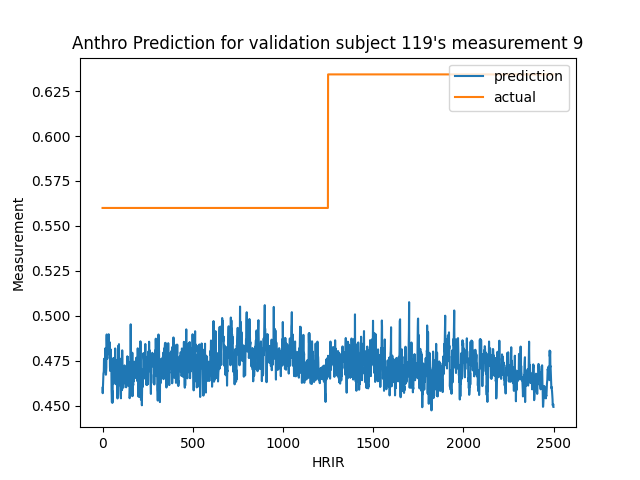 Anthro Prediction for validation subject 119's measurement 9
prediction
actual
0.625
0.600
0.575
0.550
0.525
0.500
0.475
0.450
Measurement
0
500
1000
1500
2000
2500
HRIR